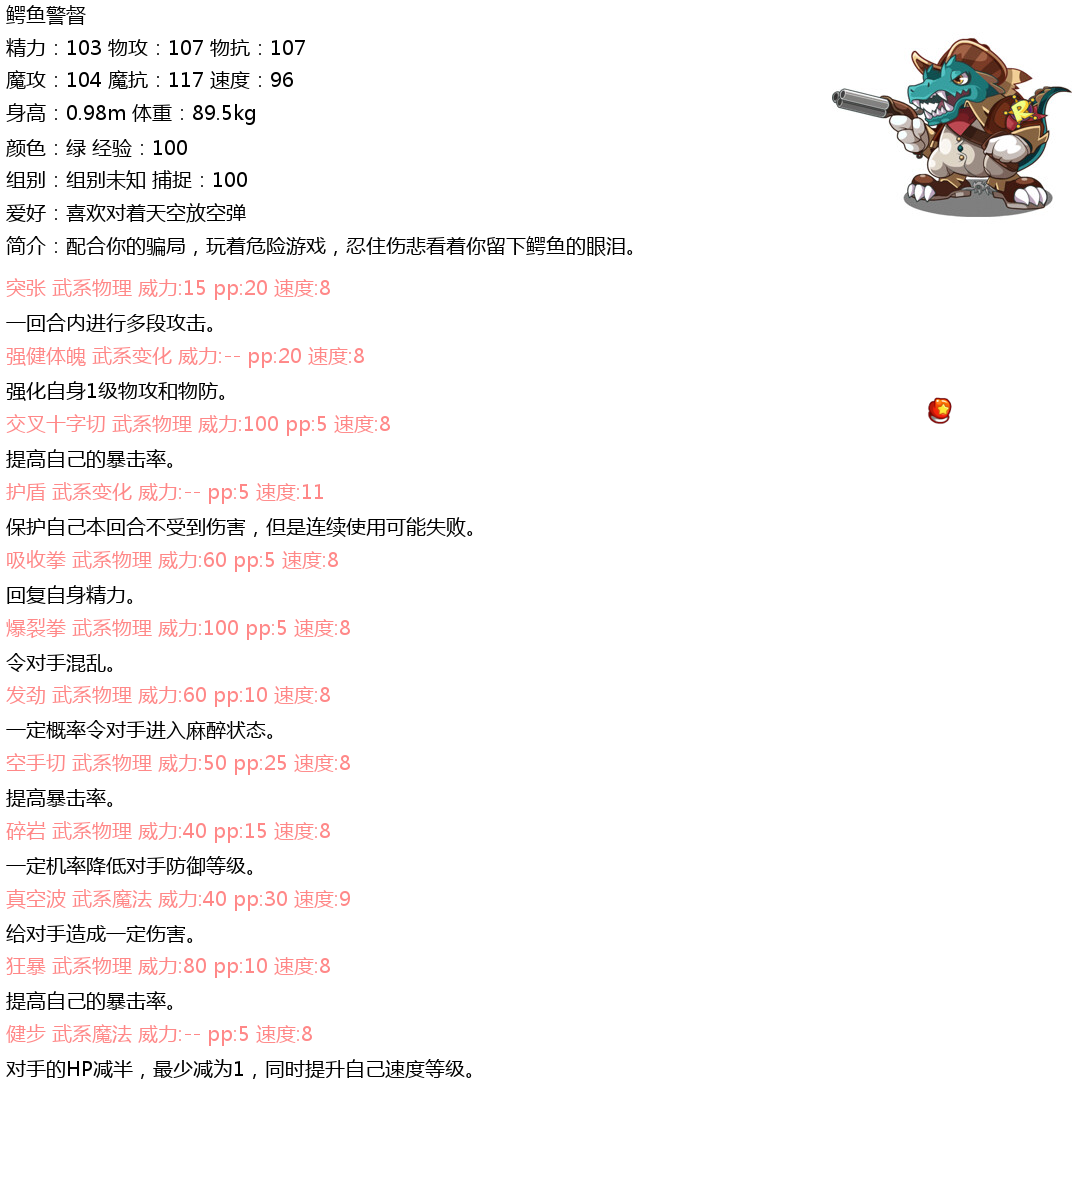 鳄鱼警督
精力：103 物攻：107 物抗：107
魔攻：104 魔抗：117 速度：96
身高：0.98m 体重：89.5kg
颜色：绿 经验：100
组别：组别未知 捕捉：100
爱好：喜欢对着天空放空弹
简介：配合你的骗局，玩着危险游戏，忍住伤悲看着你留下鳄鱼的眼泪。
突张 武系物理 威力:15 pp:20 速度:8
一回合内进行多段攻击。
强健体魄 武系变化 威力:-- pp:20 速度:8
强化自身1级物攻和物防。
交叉十字切 武系物理 威力:100 pp:5 速度:8
提高自己的暴击率。
护盾 武系变化 威力:-- pp:5 速度:11
保护自己本回合不受到伤害，但是连续使用可能失败。
吸收拳 武系物理 威力:60 pp:5 速度:8
回复自身精力。
爆裂拳 武系物理 威力:100 pp:5 速度:8
令对手混乱。
发劲 武系物理 威力:60 pp:10 速度:8
一定概率令对手进入麻醉状态。
空手切 武系物理 威力:50 pp:25 速度:8
提高暴击率。
碎岩 武系物理 威力:40 pp:15 速度:8
一定机率降低对手防御等级。
真空波 武系魔法 威力:40 pp:30 速度:9
给对手造成一定伤害。
狂暴 武系物理 威力:80 pp:10 速度:8
提高自己的暴击率。
健步 武系魔法 威力:-- pp:5 速度:8
对手的HP减半，最少减为1，同时提升自己速度等级。